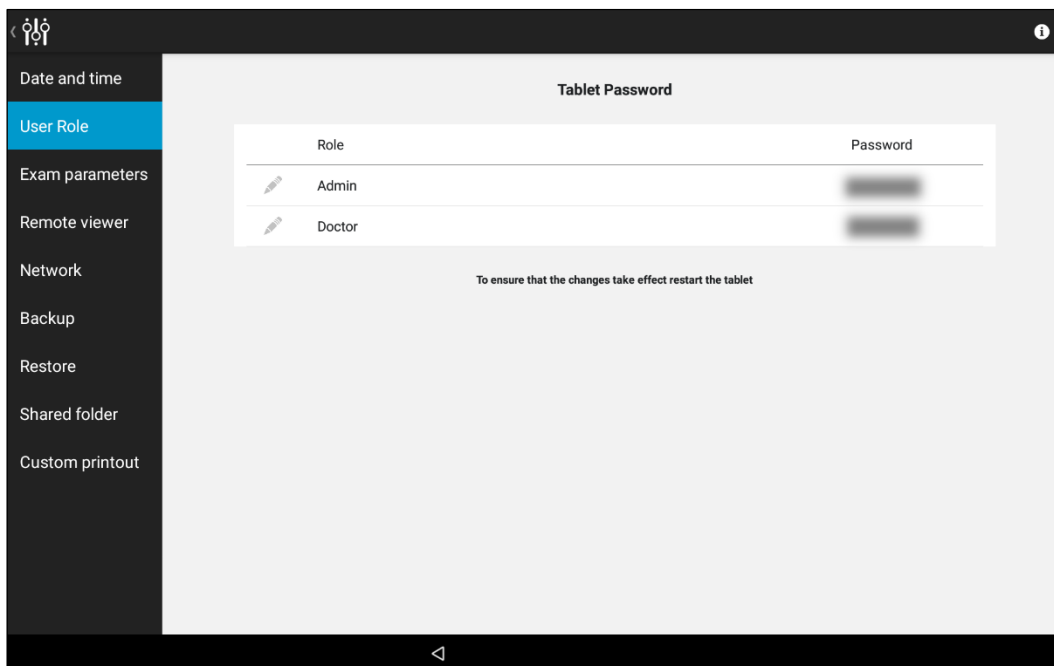 Date and time
User Role
Exam parameters
Remote viewer
Network
Backup
Restore
Shared folder
Custom printout
Tablet Password
Role Password
Admin
Doctor
To ensure that the changes take effect restart the tablet